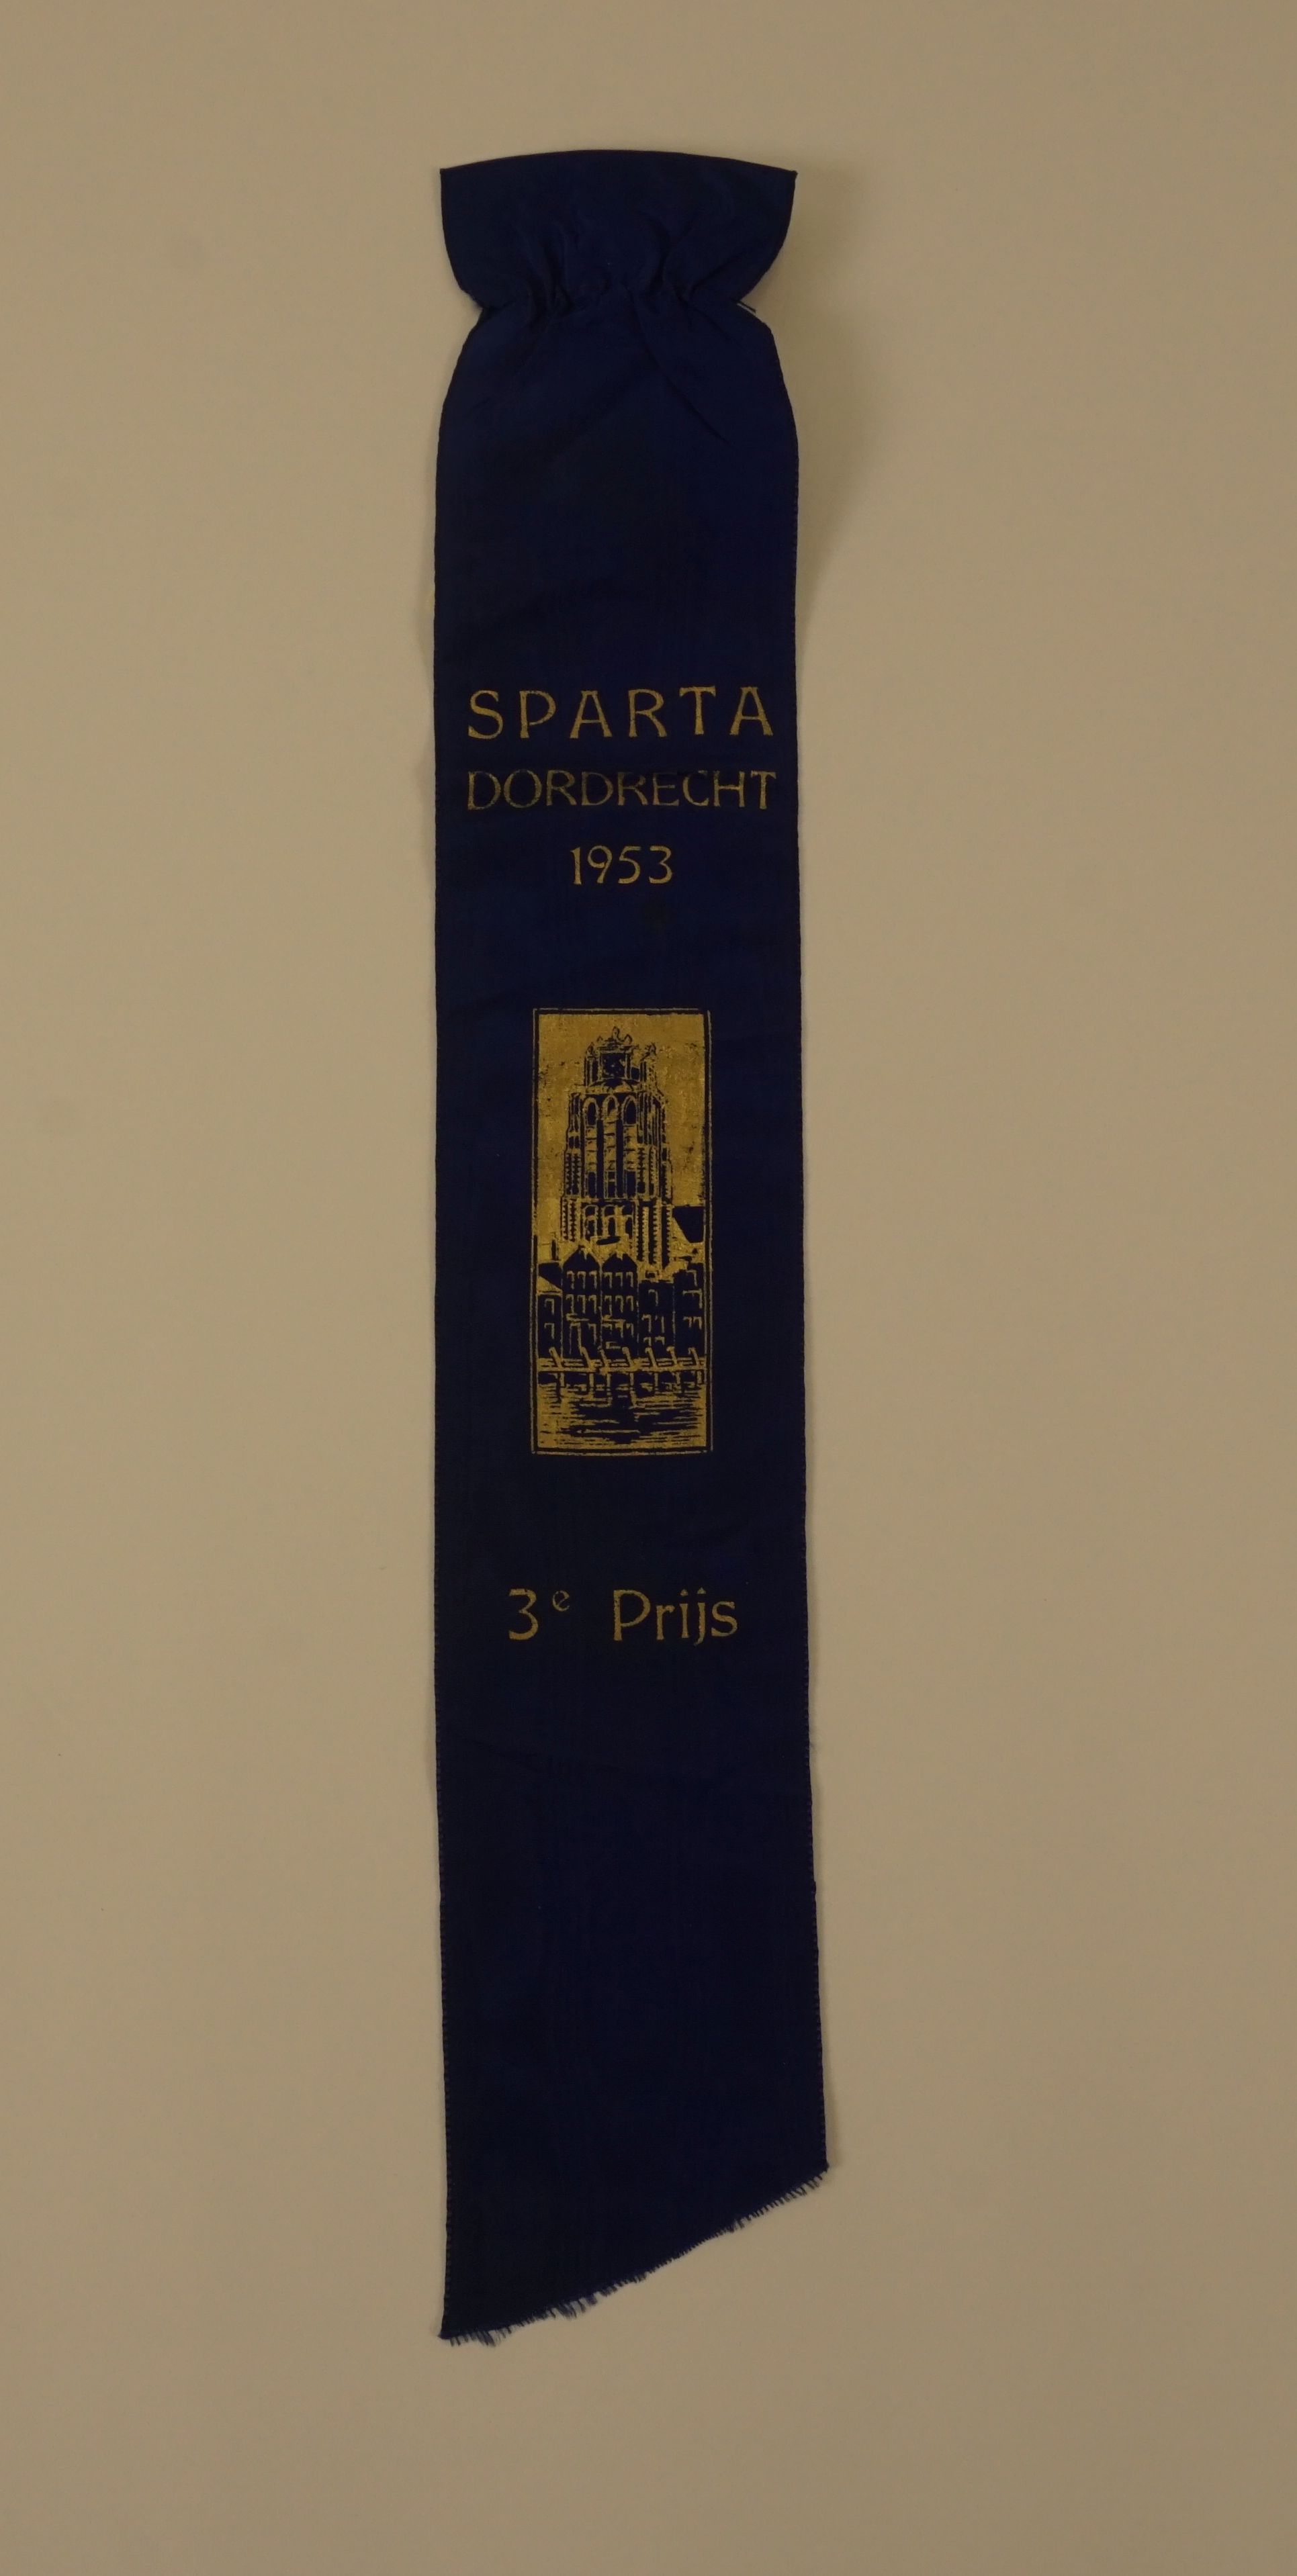 SPARTA
DORDRECHT
1953
3e Prijs